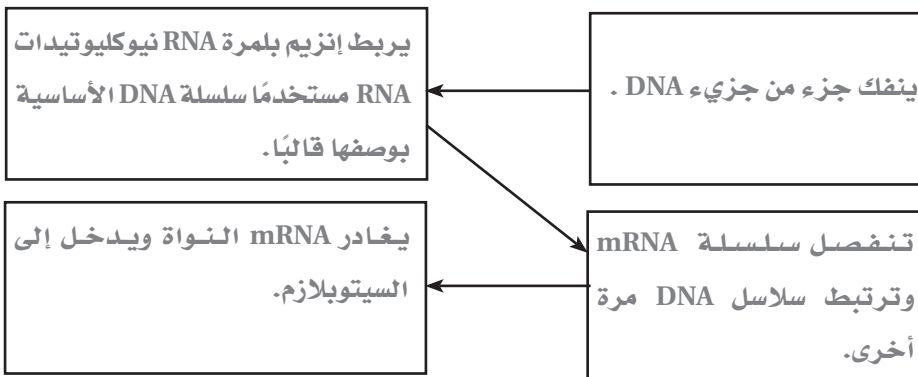 ينفك جزء من جزيء DNA .
يربط إنزيم بلمرة RNA نيوكليوتيدات
RNA مستخدمًا سلسلة DNA الأساسية
بوصفها قالبًا.
تنفصل سلسلة mRNA
وترتبط سلاسل DNA مرة
أخرى.
يغادر mRNA النواة ويدخل إلى
السيتوبلازم.